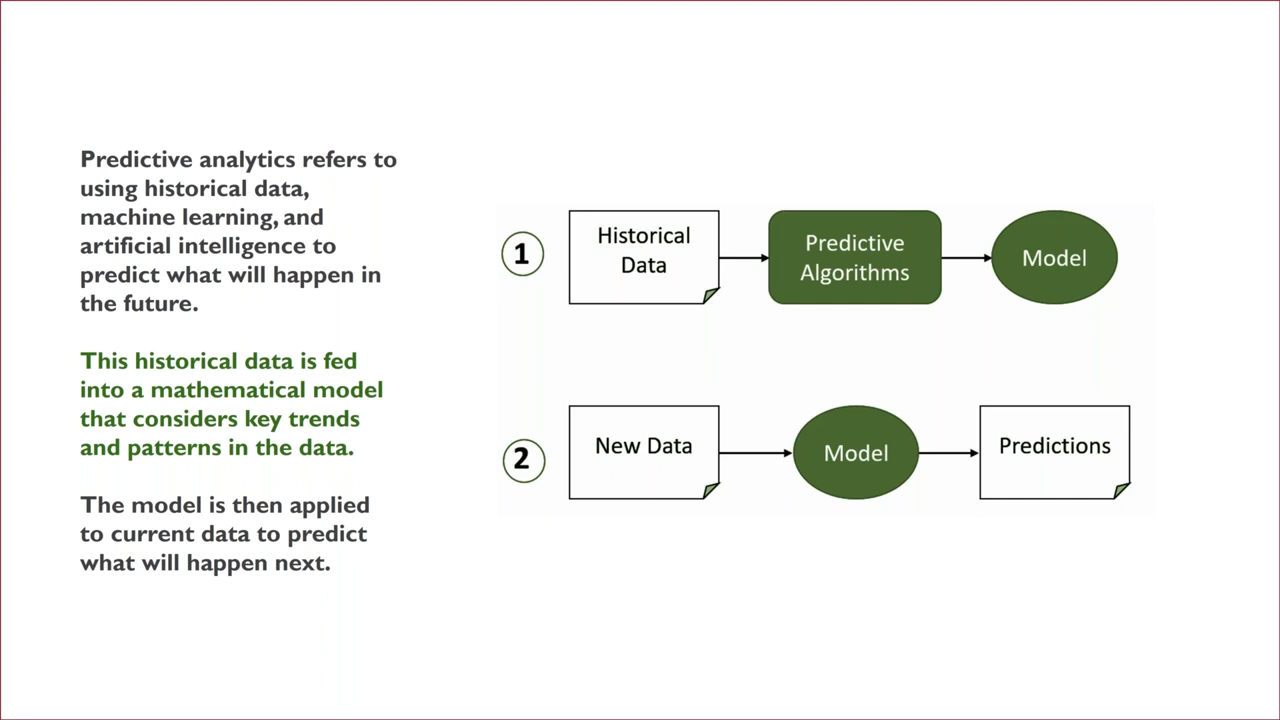 Predictive analytics refers to
using historical data,
machine learning, and
artificial intelligence to
predict what will happen in
the future.
This historical data is fed
into a mathematical model
that considers key trends
and patterns in the data.
The model is then applied
to current data to predict
what will happen next.
1
Historical
Data
Predictive
Algorithms
Model
2
New Data
Model
Predictions